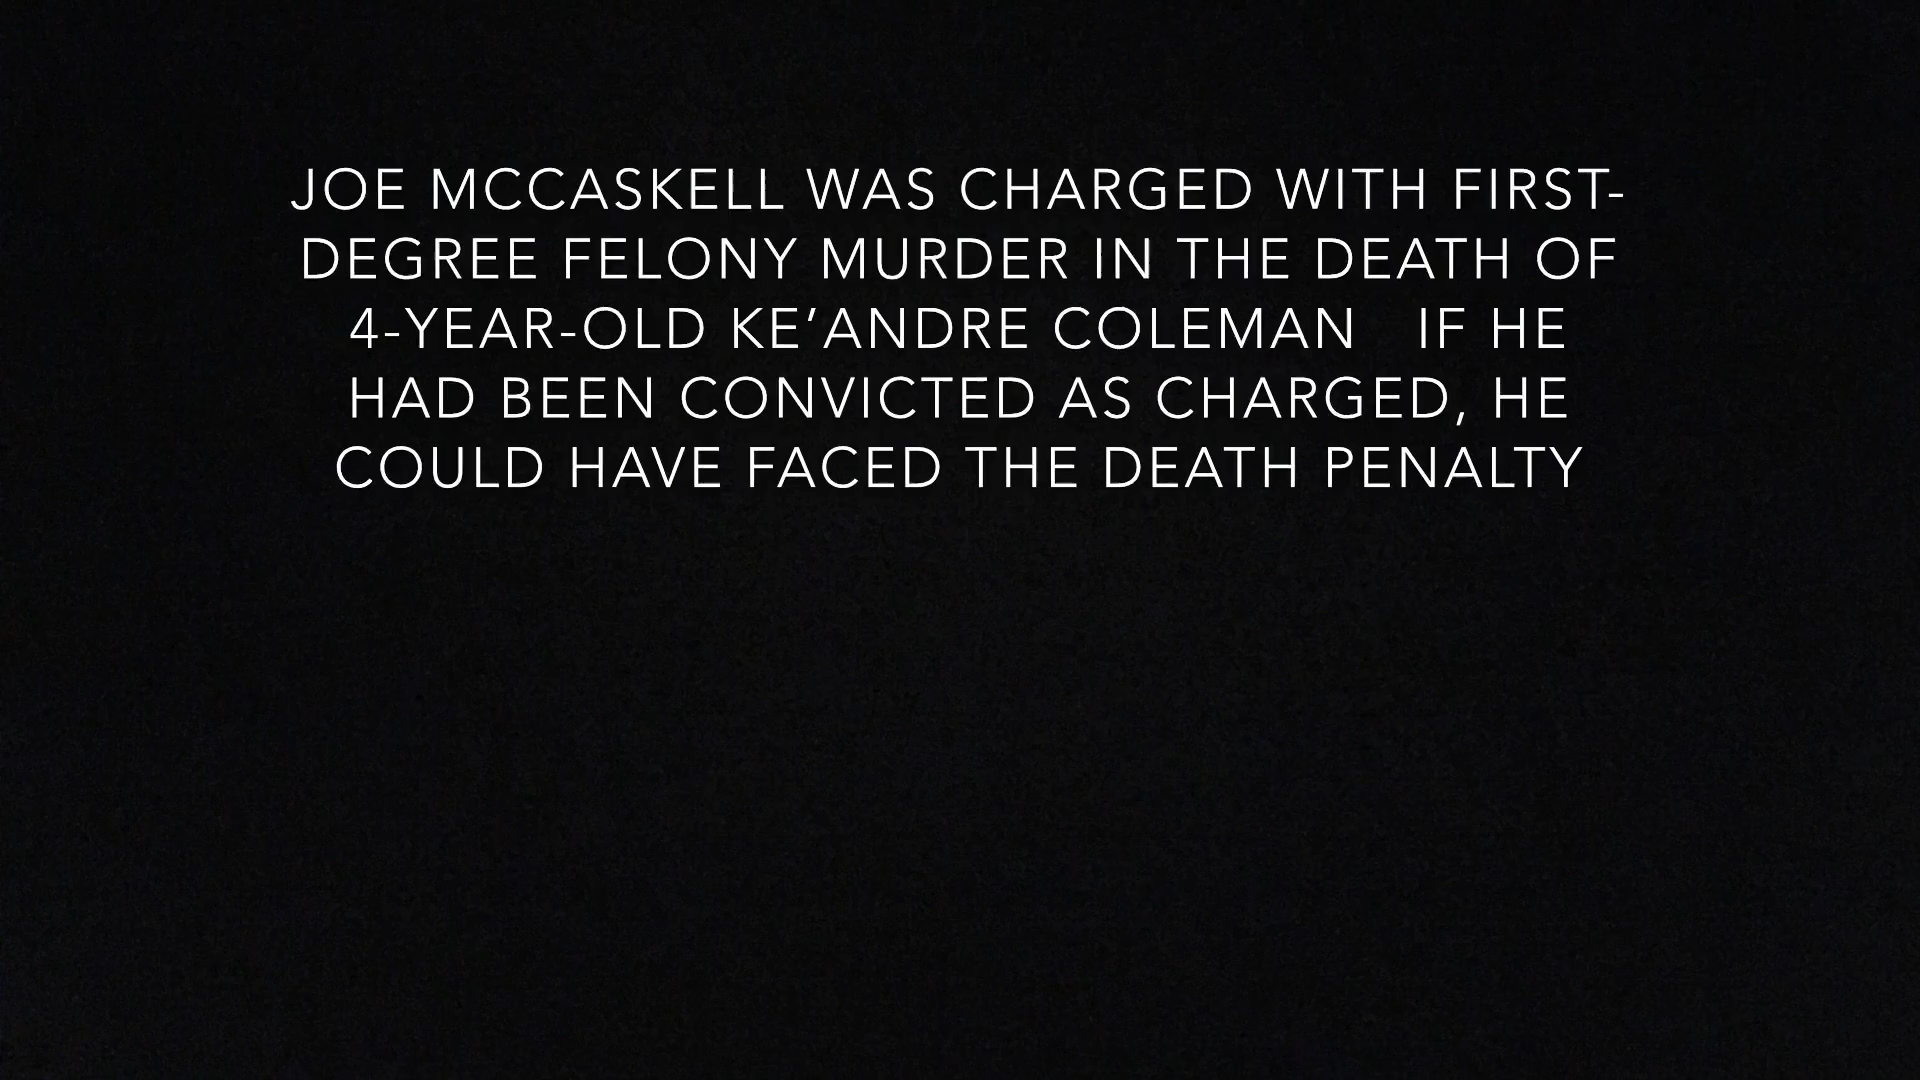 JOE MCCASKELL WAS CHARGED WITH FIRST-
DEGREE FELONY MURDER IN THE DEATH OF
4-YEAR-OLD KE’ANDRE COLEMAN   IF HE
HAD BEEN CONVICTED AS CHARGED, HE
COULD HAVE FACED THE DEATH PENALTY